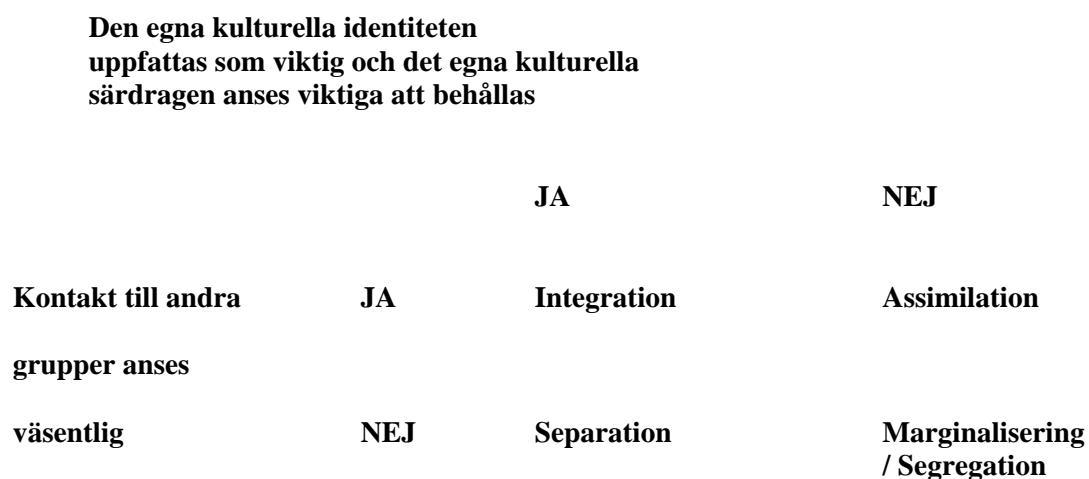 Den egna kulturella identiteten
uppfattas som viktig och det egna kulturella
särdragen anses viktiga att behållas
JA NEJ
Kontakt till andra JA Integration Assimilation
grupper anses
väsentlig NEJ Separation Marginalisering
/ Segregation